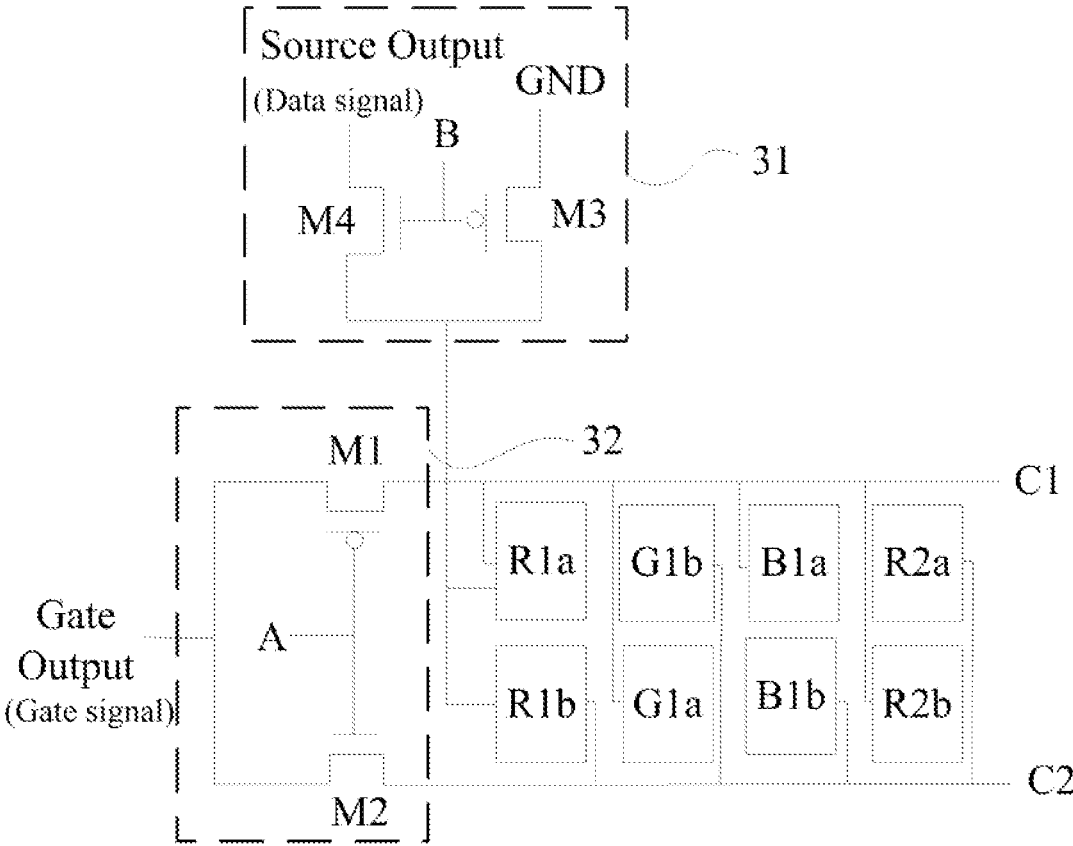 Source Output
(Data signal)
GND
B
31
M4
M3
M1
32
C1
R1a
G1b
B1a
R2a
Gate
Output
(Gate signal)
A
R1b
G1a
B1b
R2b
M2
C2